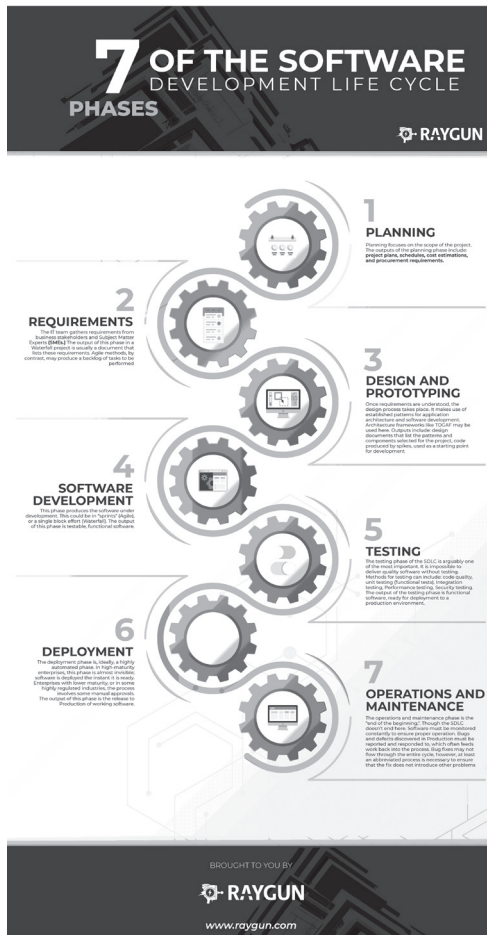 7 OF THE SOFTWARE
DEVELOPMENT LIFE CYCLE
PHASES
RAYGUN
1
PLANNING
Planning focuses on the scope of the project.
The outputs of the planning phase include:
project plans, schedules, cost estimations,
and procurement requirements.
2
REQUIREMENTS
The IT team gathers requirements from
business stakeholders and Subject Matter
Experts (SMEs.) The output of this phase in a
Waterfall project is usually a document that
lists these requirements. Agile methods, by
contrast, may produce a backlog of tasks to be
performed
3
DESIGN AND
PROTOTYPING
Once requirements are understood, the
design process takes place. It makes use of
established patterns for application
architecture and software development.
Architecture frameworks like TOGAF may be
used here. Outputs include: design
documents that list the patterns and
components selected for the project, code
produced by spikes, used as a starting point
for development
4
SOFTWARE
DEVELOPMENT
This phase produces the software under
development. This could be in "sprints" (Agile),
or a single block effort (Waterfall). The output
of this phase is testable, functional software.
5
TESTING
The testing phase of the SDLC is arguably one
of the most important. It is impossible to
deliver quality software without testing.
Methods for testing can include: code quality,
unit testing (functional tests), Integration
testing, Performance testing, Security testing.
The output of the testing phase is functional
software, ready for deployment to a
production environment.
6
DEPLOYMENT
The deployment phase is, ideally, a highly
automated phase. In high maturity
enterprises, this phase is almost invisible;
software is deployed the instant it is ready.
Enterprises with lower maturity, or in some
highly regulated industries, the process
involves some manual approvals.
The output of this phase is the release to
Production of working software.
7
OPERATIONS AND
MAINTENANCE
The operations and maintenance phase is the
"end of the beginning." Though the SDLC
doesn't end here. Software must be monitored
constantly to ensure proper operation. Bugs
and defects discovered in Production must be
reported and responded to, which often feeds
work back into the process. Bug fixes may not
flow through the entire cycle, however, at least
an abbreviated process is necessary to ensure
that the fix does not introduce other problems
BROUGHT TO YOU BY
RAYGUN
www.raygun.com